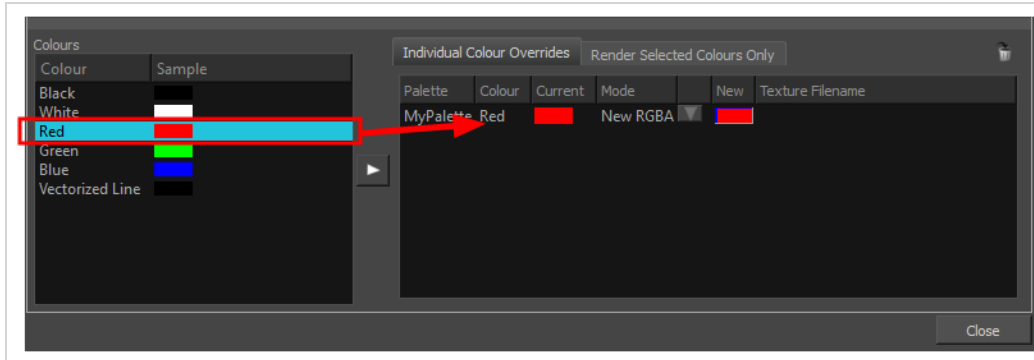 Colours
Colour Sample
Black
White
Red
Green
Blue
Vectorized Line
Individual Colour Overrides Render Selected Colours Only
Palette Colour Current Mode New Texture Filename
MyPalette Red New RGBA
Close